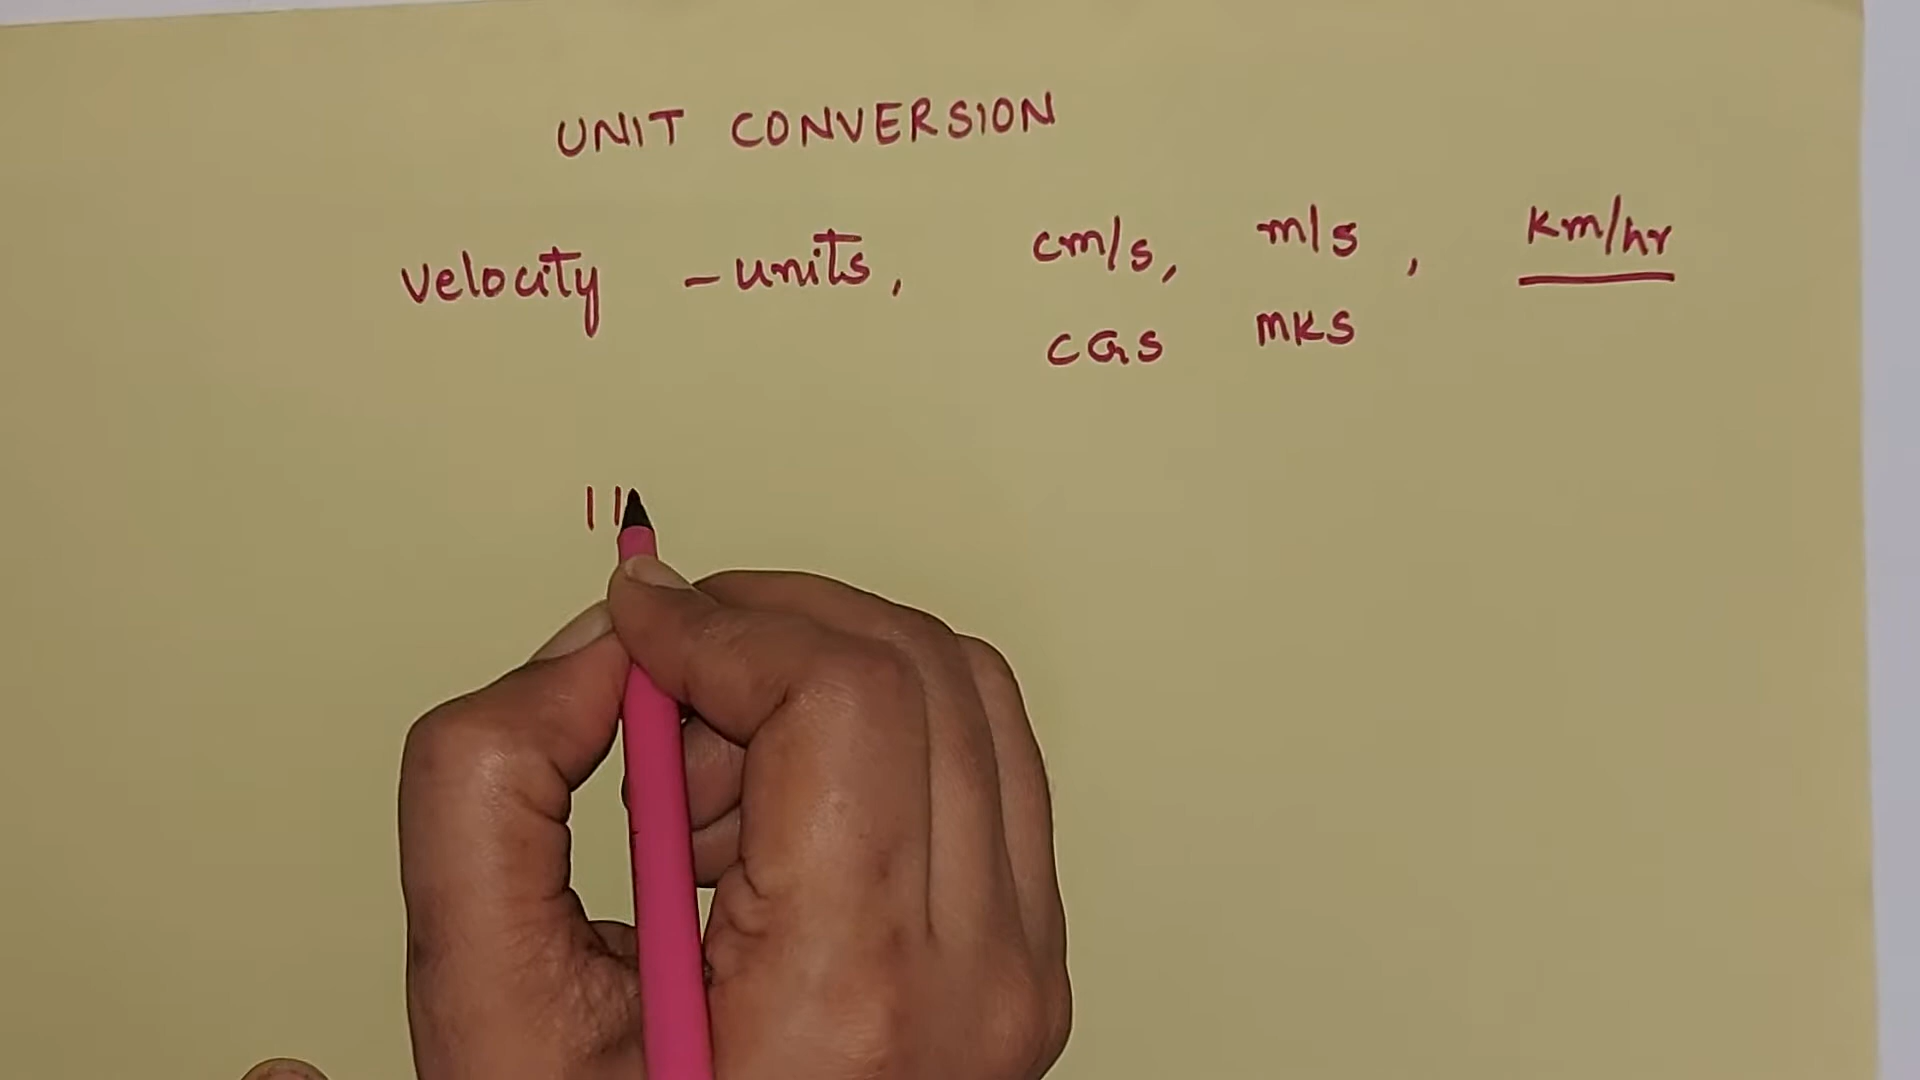 UNIT CONVERSION
velocity - units, cm/s, m/s, km/hr
CGS MKS